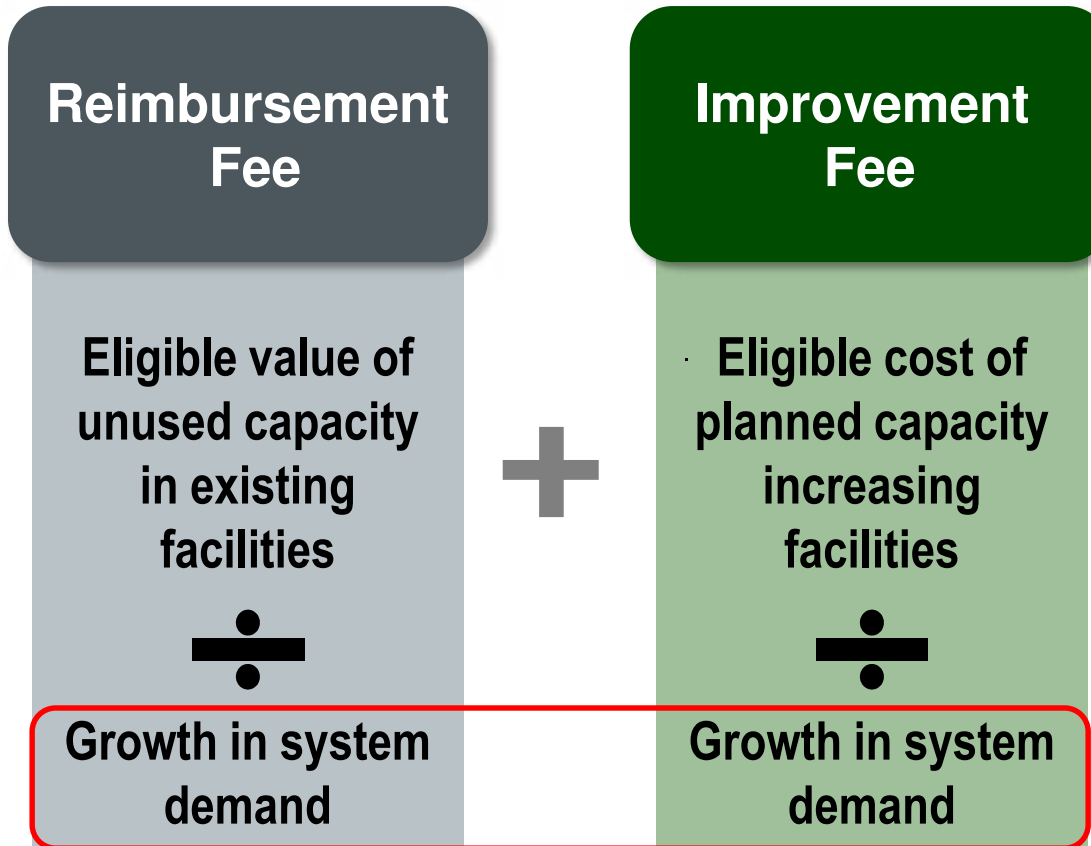 Reimbursement
Fee
Eligible value of
unused capacity
in existing
facilities
÷
Growth in system
demand
+
Improvement
Fee
Eligible cost of
planned capacity
increasing
facilities
÷
Growth in system
demand